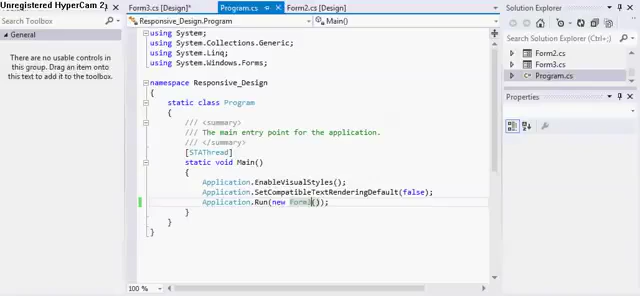 Unregistered HyperCam 2
Form3.cs [Design]*
Program.cs
Form2.cs [Design]
Solution Explorer
Search Toolbox
Responsive_Design.Program
Main()
General
There are no usable controls in
this group. Drag an item onto
this text to add it to the toolbox.
using System;
using System.Collections.Generic;
using System.Linq;
using System.Windows.Forms;
namespace Responsive_Design
{
static class Program
{
/// <summary>
/// The main entry point for the application.
/// </summary>
[STAThread]
static void Main()
{
Application.EnableVisualStyles();
Application.SetCompatibleTextRenderingDefault(false);
Application.Run(new Form3());
}
}
}
100 %
Search Solution Explorer (Ctrl+;)
Form2.cs
Form3.cs
Program.cs
Properties